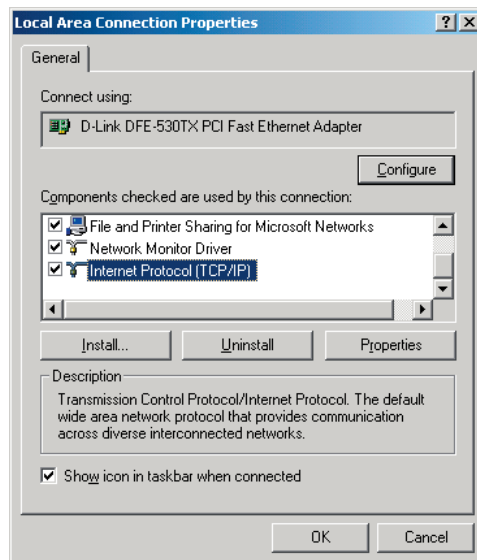 Local Area Connection Properties
General
Connect using:
D-Link DFE-530TX PCI Fast Ethernet Adapter
Configure
Components checked are used by this connection:
File and Printer Sharing for Microsoft Networks
Network Monitor Driver
Internet Protocol (TCP/IP)
Install... Uninstall Properties
Description
Transmission Control Protocol/Internet Protocol. The default
wide area network protocol that provides communication
across diverse interconnected networks.
Show icon in taskbar when connected
OK Cancel